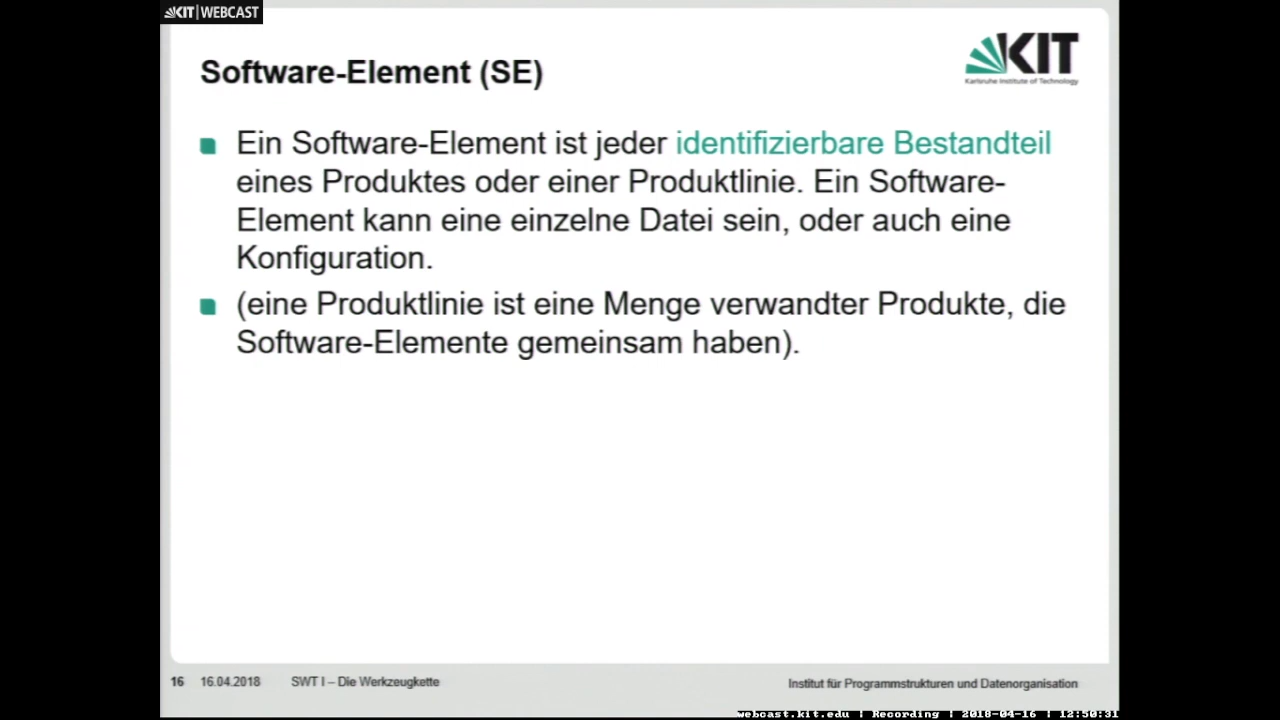 KIT | WEBCAST
Software-Element (SE)
KIT
Karlsruhe Institute of Technology
Ein Software-Element ist jeder identifizierbare Bestandteil
eines Produktes oder einer Produktlinie. Ein Software-
Element kann eine einzelne Datei sein, oder auch eine
Konfiguration.
(eine Produktlinie ist eine Menge verwandter Produkte, die
Software-Elemente gemeinsam haben).
16 16.04.2018 SWT I – Die Werkzeugkette
Institut für Programmstrukturen und Datenorganisation
webcast.kit.edu | Recording | 2018-04-16 | 12:50:31